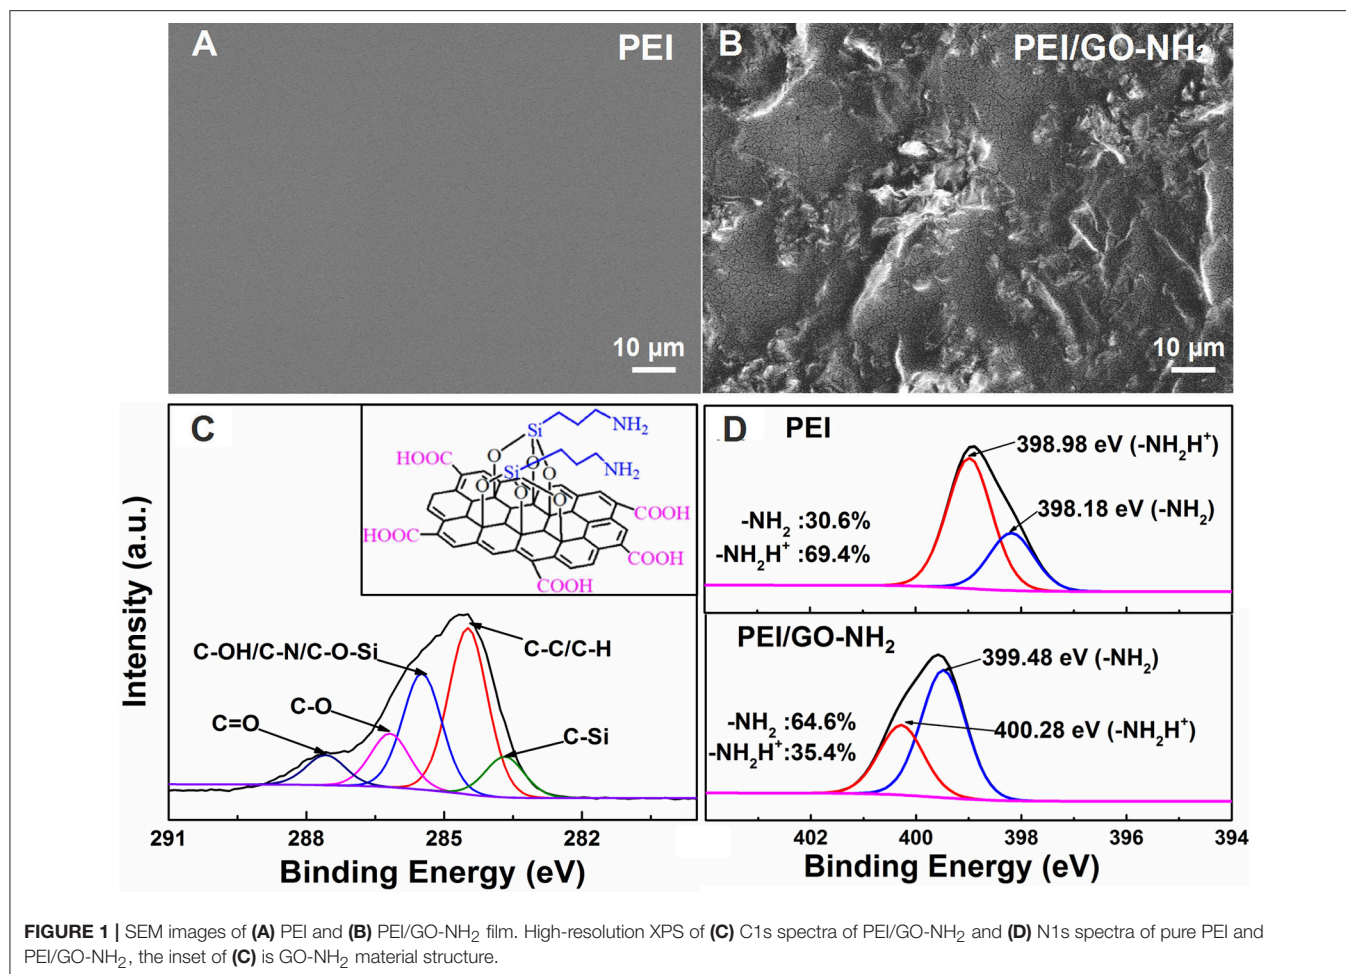 A
PEI
10 µm
B
PEI/GO-NH₂
10 µm
C
Si
NH₂
Si
NH₂
O
O
O
O
O
O
HOOC
HOOC
COOH
COOH
COOH
C-OH/C-N/C-O-Si
C-C/C-H
C-O
C=O
C-Si
Intensity (a.u.)
291
288
285
282
Binding Energy (eV)
D
PEI
398.98 eV (-NH₂H⁺)
398.18 eV (-NH₂)
-NH₂ :30.6%
-NH₂H⁺ :69.4%
PEI/GO-NH₂
399.48 eV (-NH₂)
400.28 eV (-NH₂H⁺)
-NH₂ :64.6%
-NH₂H⁺:35.4%
402
400
398
396
394
Binding Energy (eV)
FIGURE 1 | SEM images of (A) PEI and (B) PEI/GO-NH₂ film. High-resolution XPS of (C) C1s spectra of PEI/GO-NH₂ and (D) N1s spectra of pure PEI and
PEI/GO-NH₂, the inset of (C) is GO-NH₂ material structure.